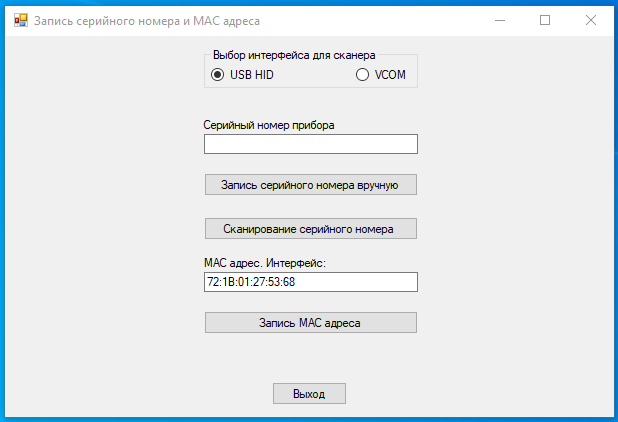 Запись серийного номера и MAC адреса
Выбор интерфейса для сканера
USB HID
VCOM
Серийный номер прибора
Запись серийного номера вручную
Сканирование серийного номера
MAC адрес. Интерфейс:
72:1B:01:27:53:68
Запись MAC адреса
Выход